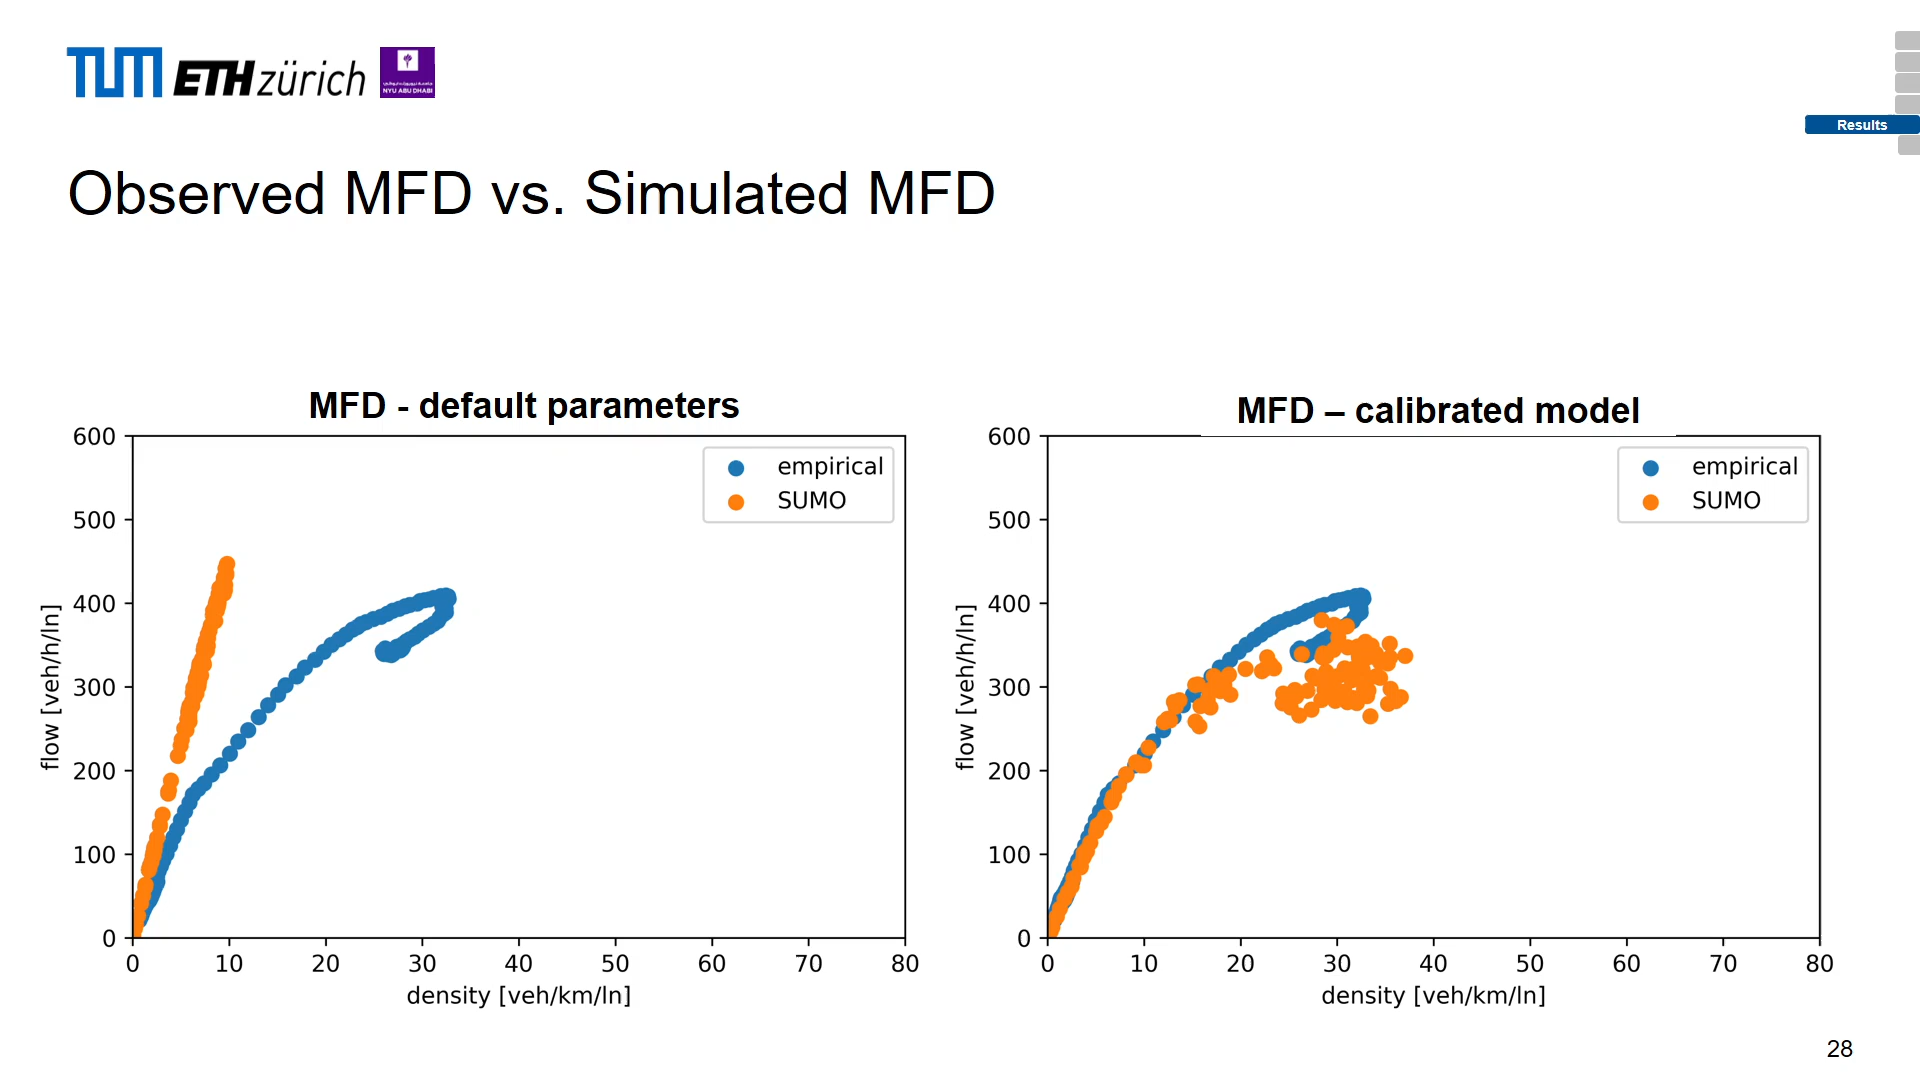 TUM ETH zürich
NYU ABU DHABI
Results
Observed MFD vs. Simulated MFD
MFD - default parameters
600
500
400
300
200
100
0
flow [veh/h/ln]
empirical
SUMO
0 10 20 30 40 50 60 70 80
density [veh/km/ln]
MFD – calibrated model
600
500
400
300
200
100
0
flow [veh/h/ln]
empirical
SUMO
0 10 20 30 40 50 60 70 80
density [veh/km/ln]
28